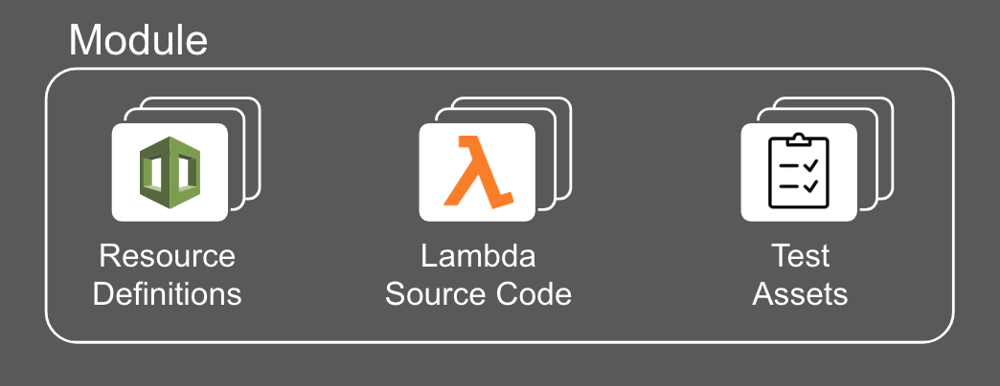 Module
Resource
Definitions
Lambda
Source Code
Test
Assets